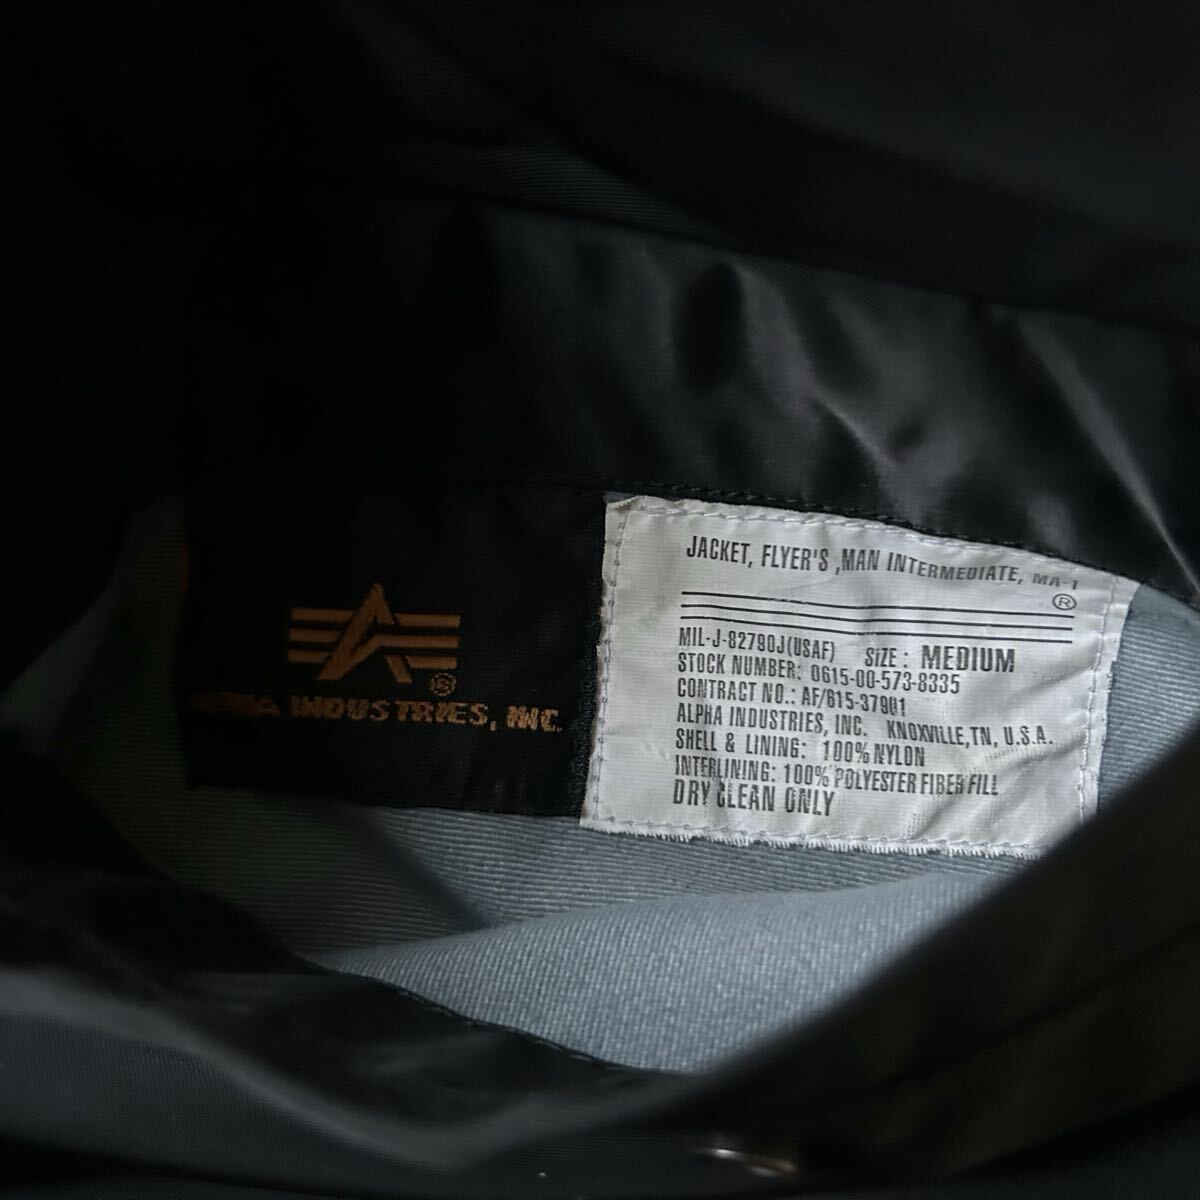 INDUSTRIES, INC.
®
JACKET, FLYER'S ,MAN INTERMEDIATE, MA-1
®
MIL-J-82790J(USAF) SIZE: MEDIUM
STOCK NUMBER: 0615-00-573-8335
CONTRACT NO.: AF/815-37901
ALPHA INDUSTRIES, INC. KNOXVILLE,TN, U.S.A.
SHELL & LINING: 100% NYLON
INTERLINING: 100% POLYESTER FIBER FILL
DRY CLEAN ONLY